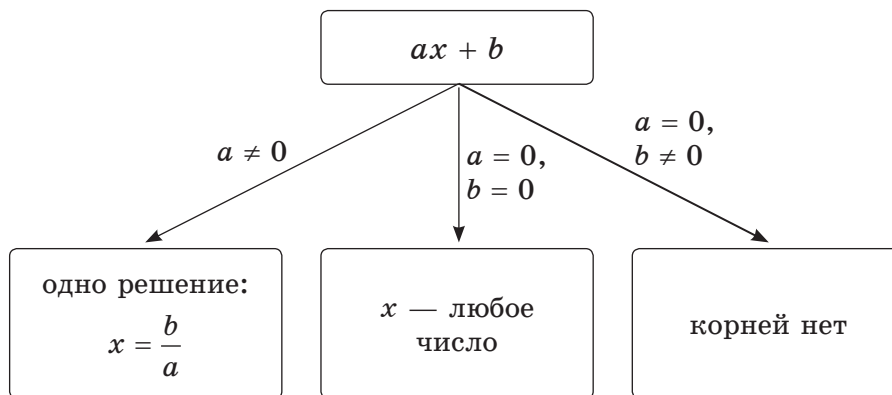 ax + b
a ≠ 0
a = 0,
b = 0
a = 0,
b ≠ 0
одно решение:
x = b/a
x — любое
число
корней нет